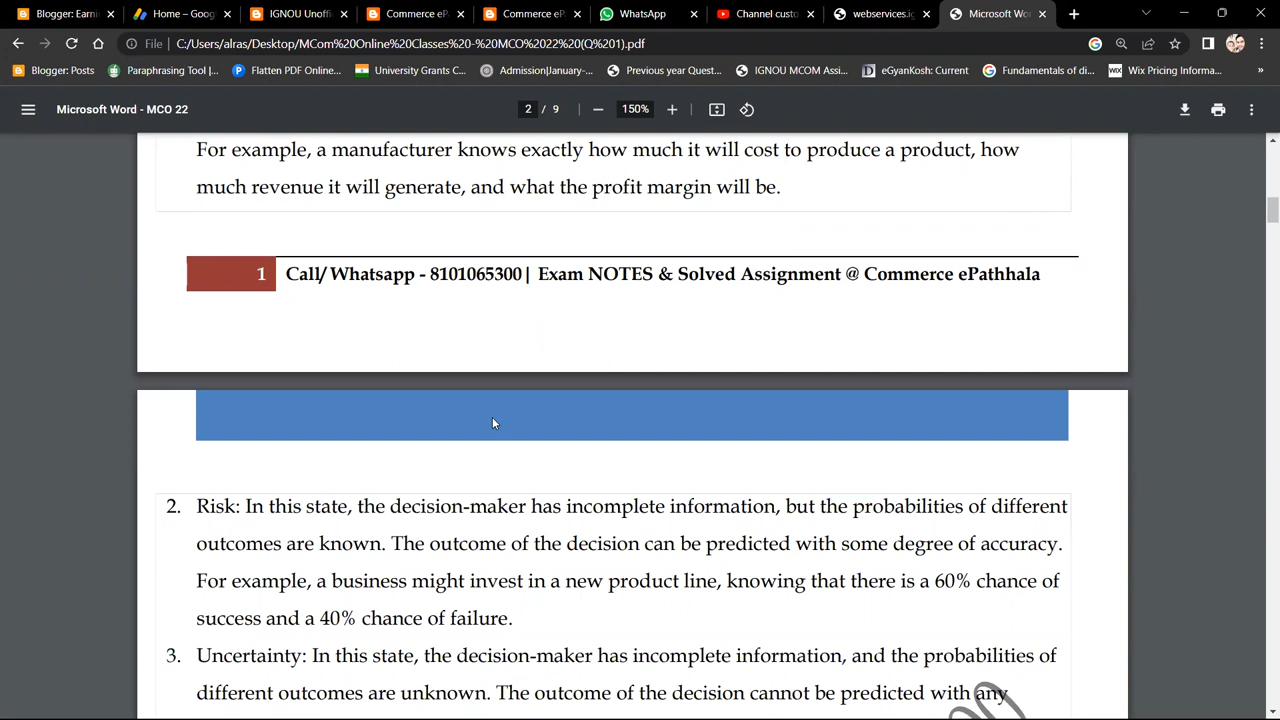 Blogger: Earni
Home – Goog
IGNOU Unoffi
Commerce eP
Commerce eP
WhatsApp
Channel custo
webservices.ig
Microsoft Wor
File | C:/Users/alras/Desktop/MCom%20Online%20Classes%20-%20MCO%2022%20(Q%201).pdf
Blogger: Posts
Paraphrasing Tool |...
Flatten PDF Online...
University Grants C...
Admission|January-...
Previous year Quest...
IGNOU MCOM Assi...
eGyanKosh: Current
Fundamentals of di...
Wix Pricing Informa...
»
Microsoft Word - MCO 22
2 / 9
150%
For example, a manufacturer knows exactly how much it will cost to produce a product, how
much revenue it will generate, and what the profit margin will be.
1 Call/ Whatsapp - 8101065300| Exam NOTES & Solved Assignment @ Commerce ePathhala
2. Risk: In this state, the decision-maker has incomplete information, but the probabilities of different
outcomes are known. The outcome of the decision can be predicted with some degree of accuracy.
For example, a business might invest in a new product line, knowing that there is a 60% chance of
success and a 40% chance of failure.
3. Uncertainty: In this state, the decision-maker has incomplete information, and the probabilities of
different outcomes are unknown. The outcome of the decision cannot be predicted with any